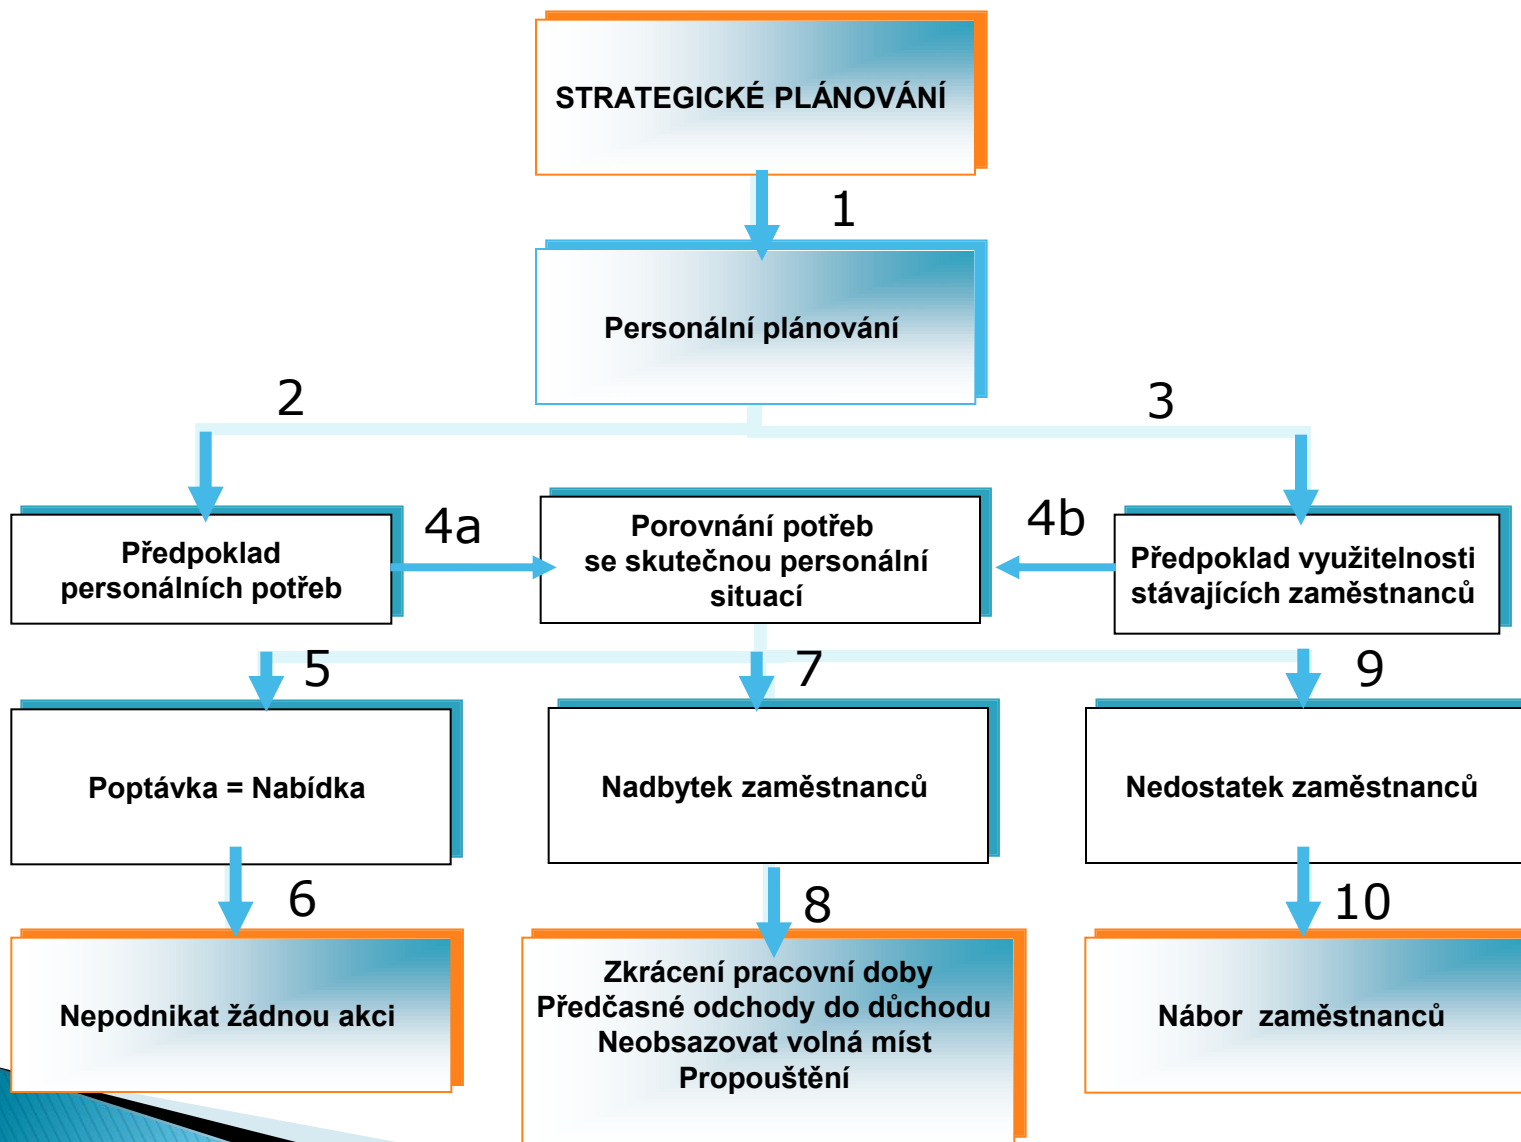 STRATEGICKÉ PLÁNOVÁNÍ
1
Personální plánování
2
3
Předpoklad
personálních potřeb
4a
Porovnání potřeb
se skutečnou personální
situací
4b
Předpoklad využitelnosti
stávajících zaměstnanců
5
7
9
Poptávka = Nabídka
Nadbytek zaměstnanců
Nedostatek zaměstnanců
6
8
10
Nepodnikat žádnou akci
Zkrácení pracovní doby
Předčasné odchody do důchodu
Neobsazovat volná míst
Propouštění
Nábor  zaměstnanců